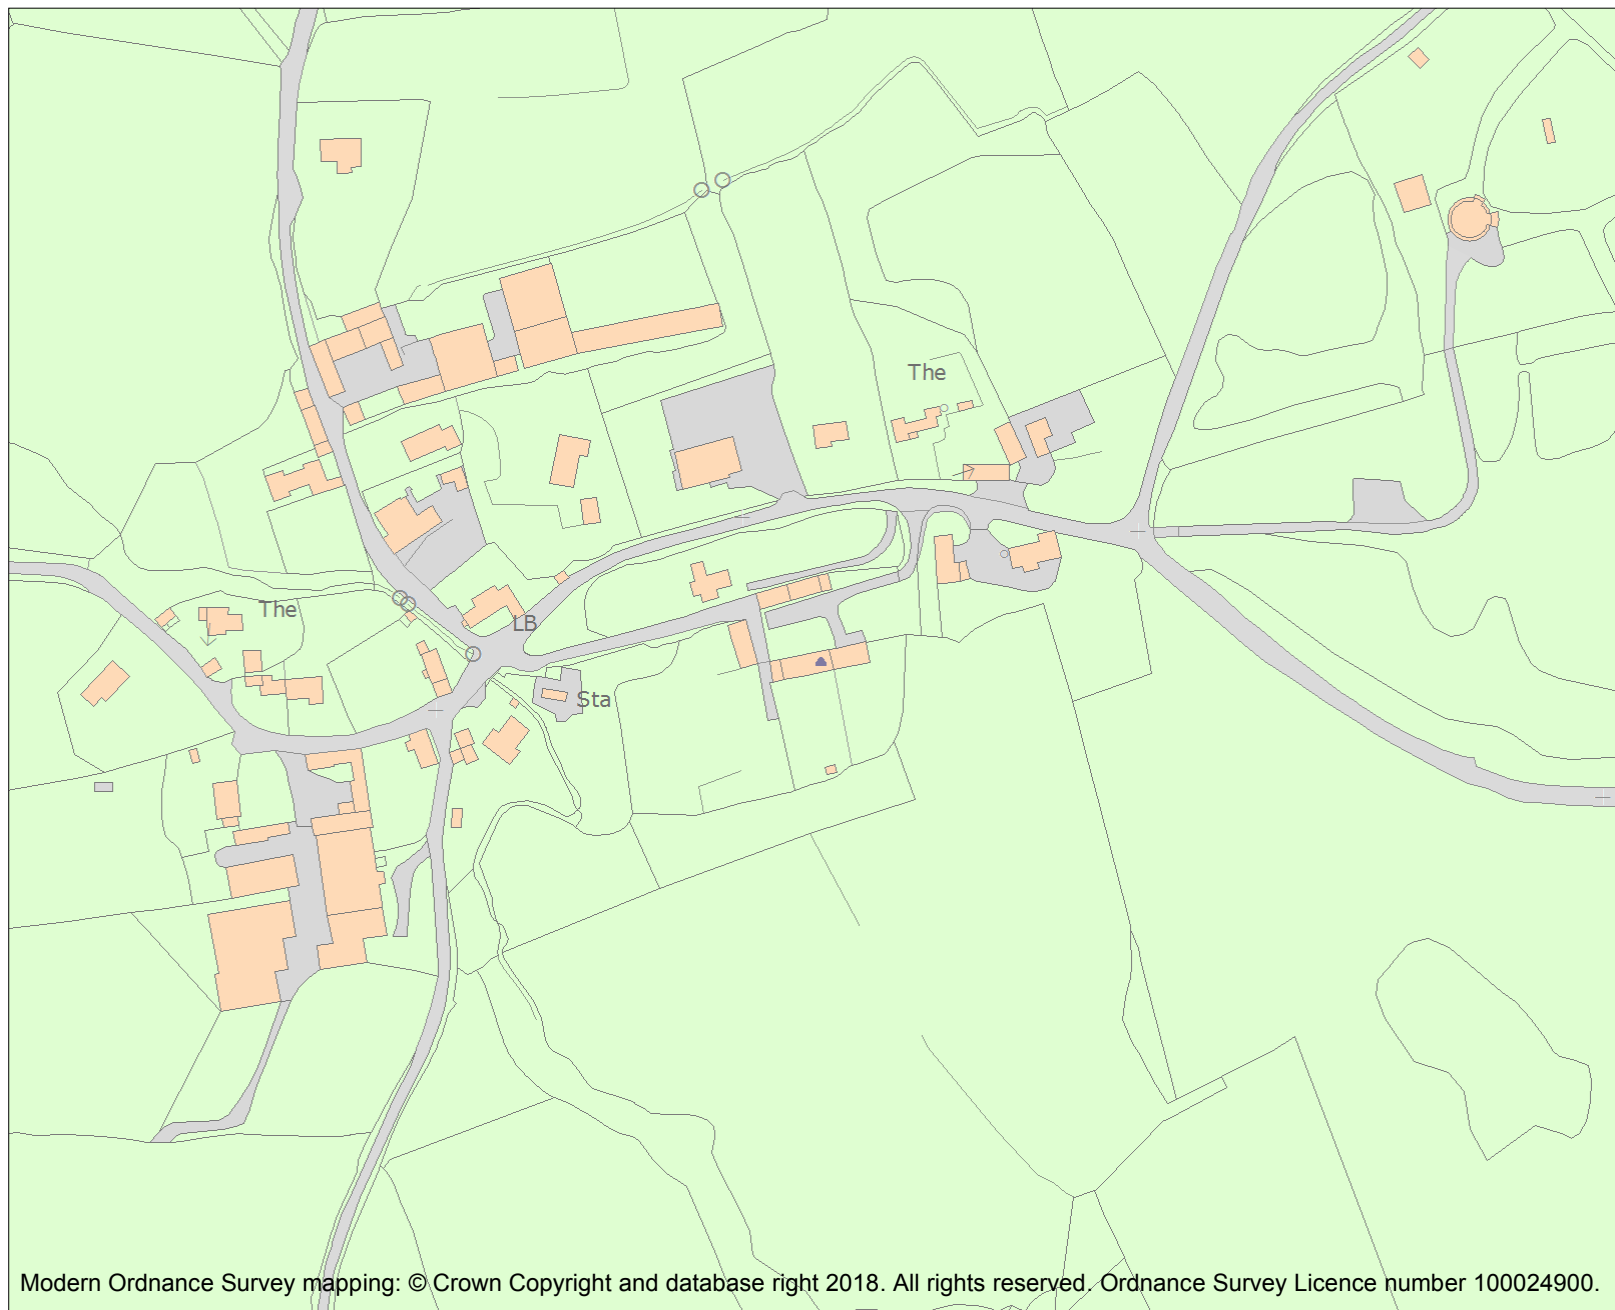 The
The
LB
Sta
Modern Ordnance Survey mapping: © Crown Copyright and database right 2018. All rights reserved. Ordnance Survey Licence number 100024900.